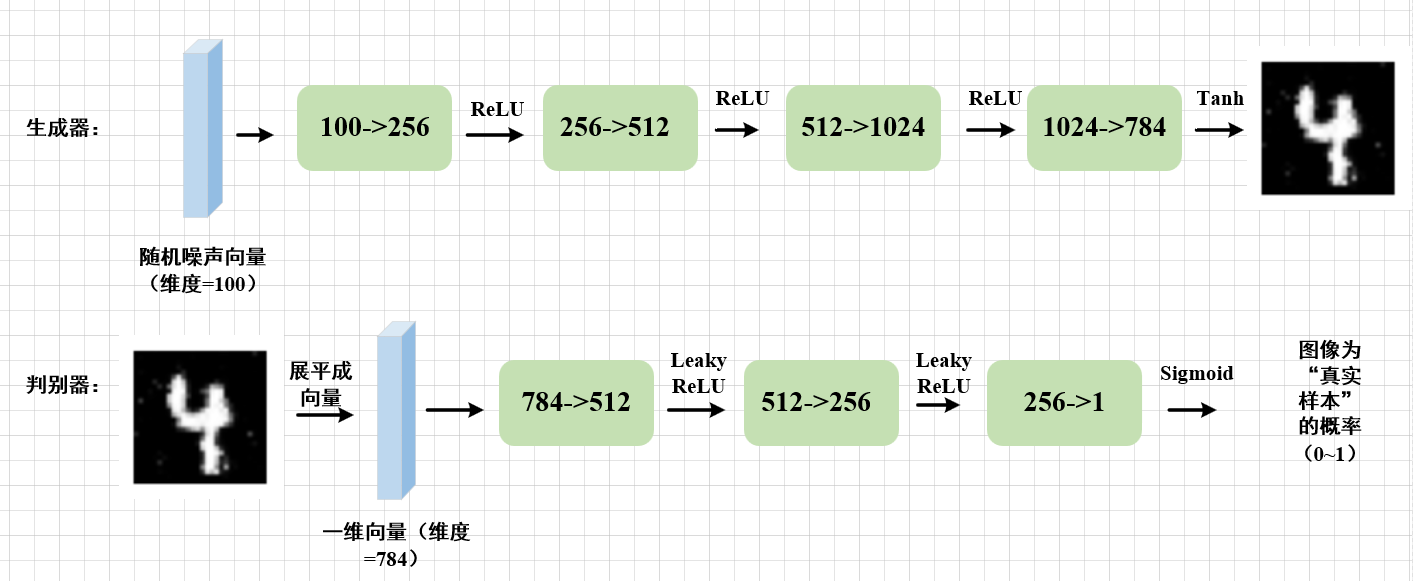 生成器：
100->256
ReLU
256->512
ReLU
512->1024
ReLU
1024->784
Tanh
随机噪声向量
（维度=100）
判别器：
展平成
向量
一维向量（维度
=784）
784->512
Leaky
ReLU
512->256
Leaky
ReLU
256->1
Sigmoid
图像为
“真实
样本”
的概率
（0~1）